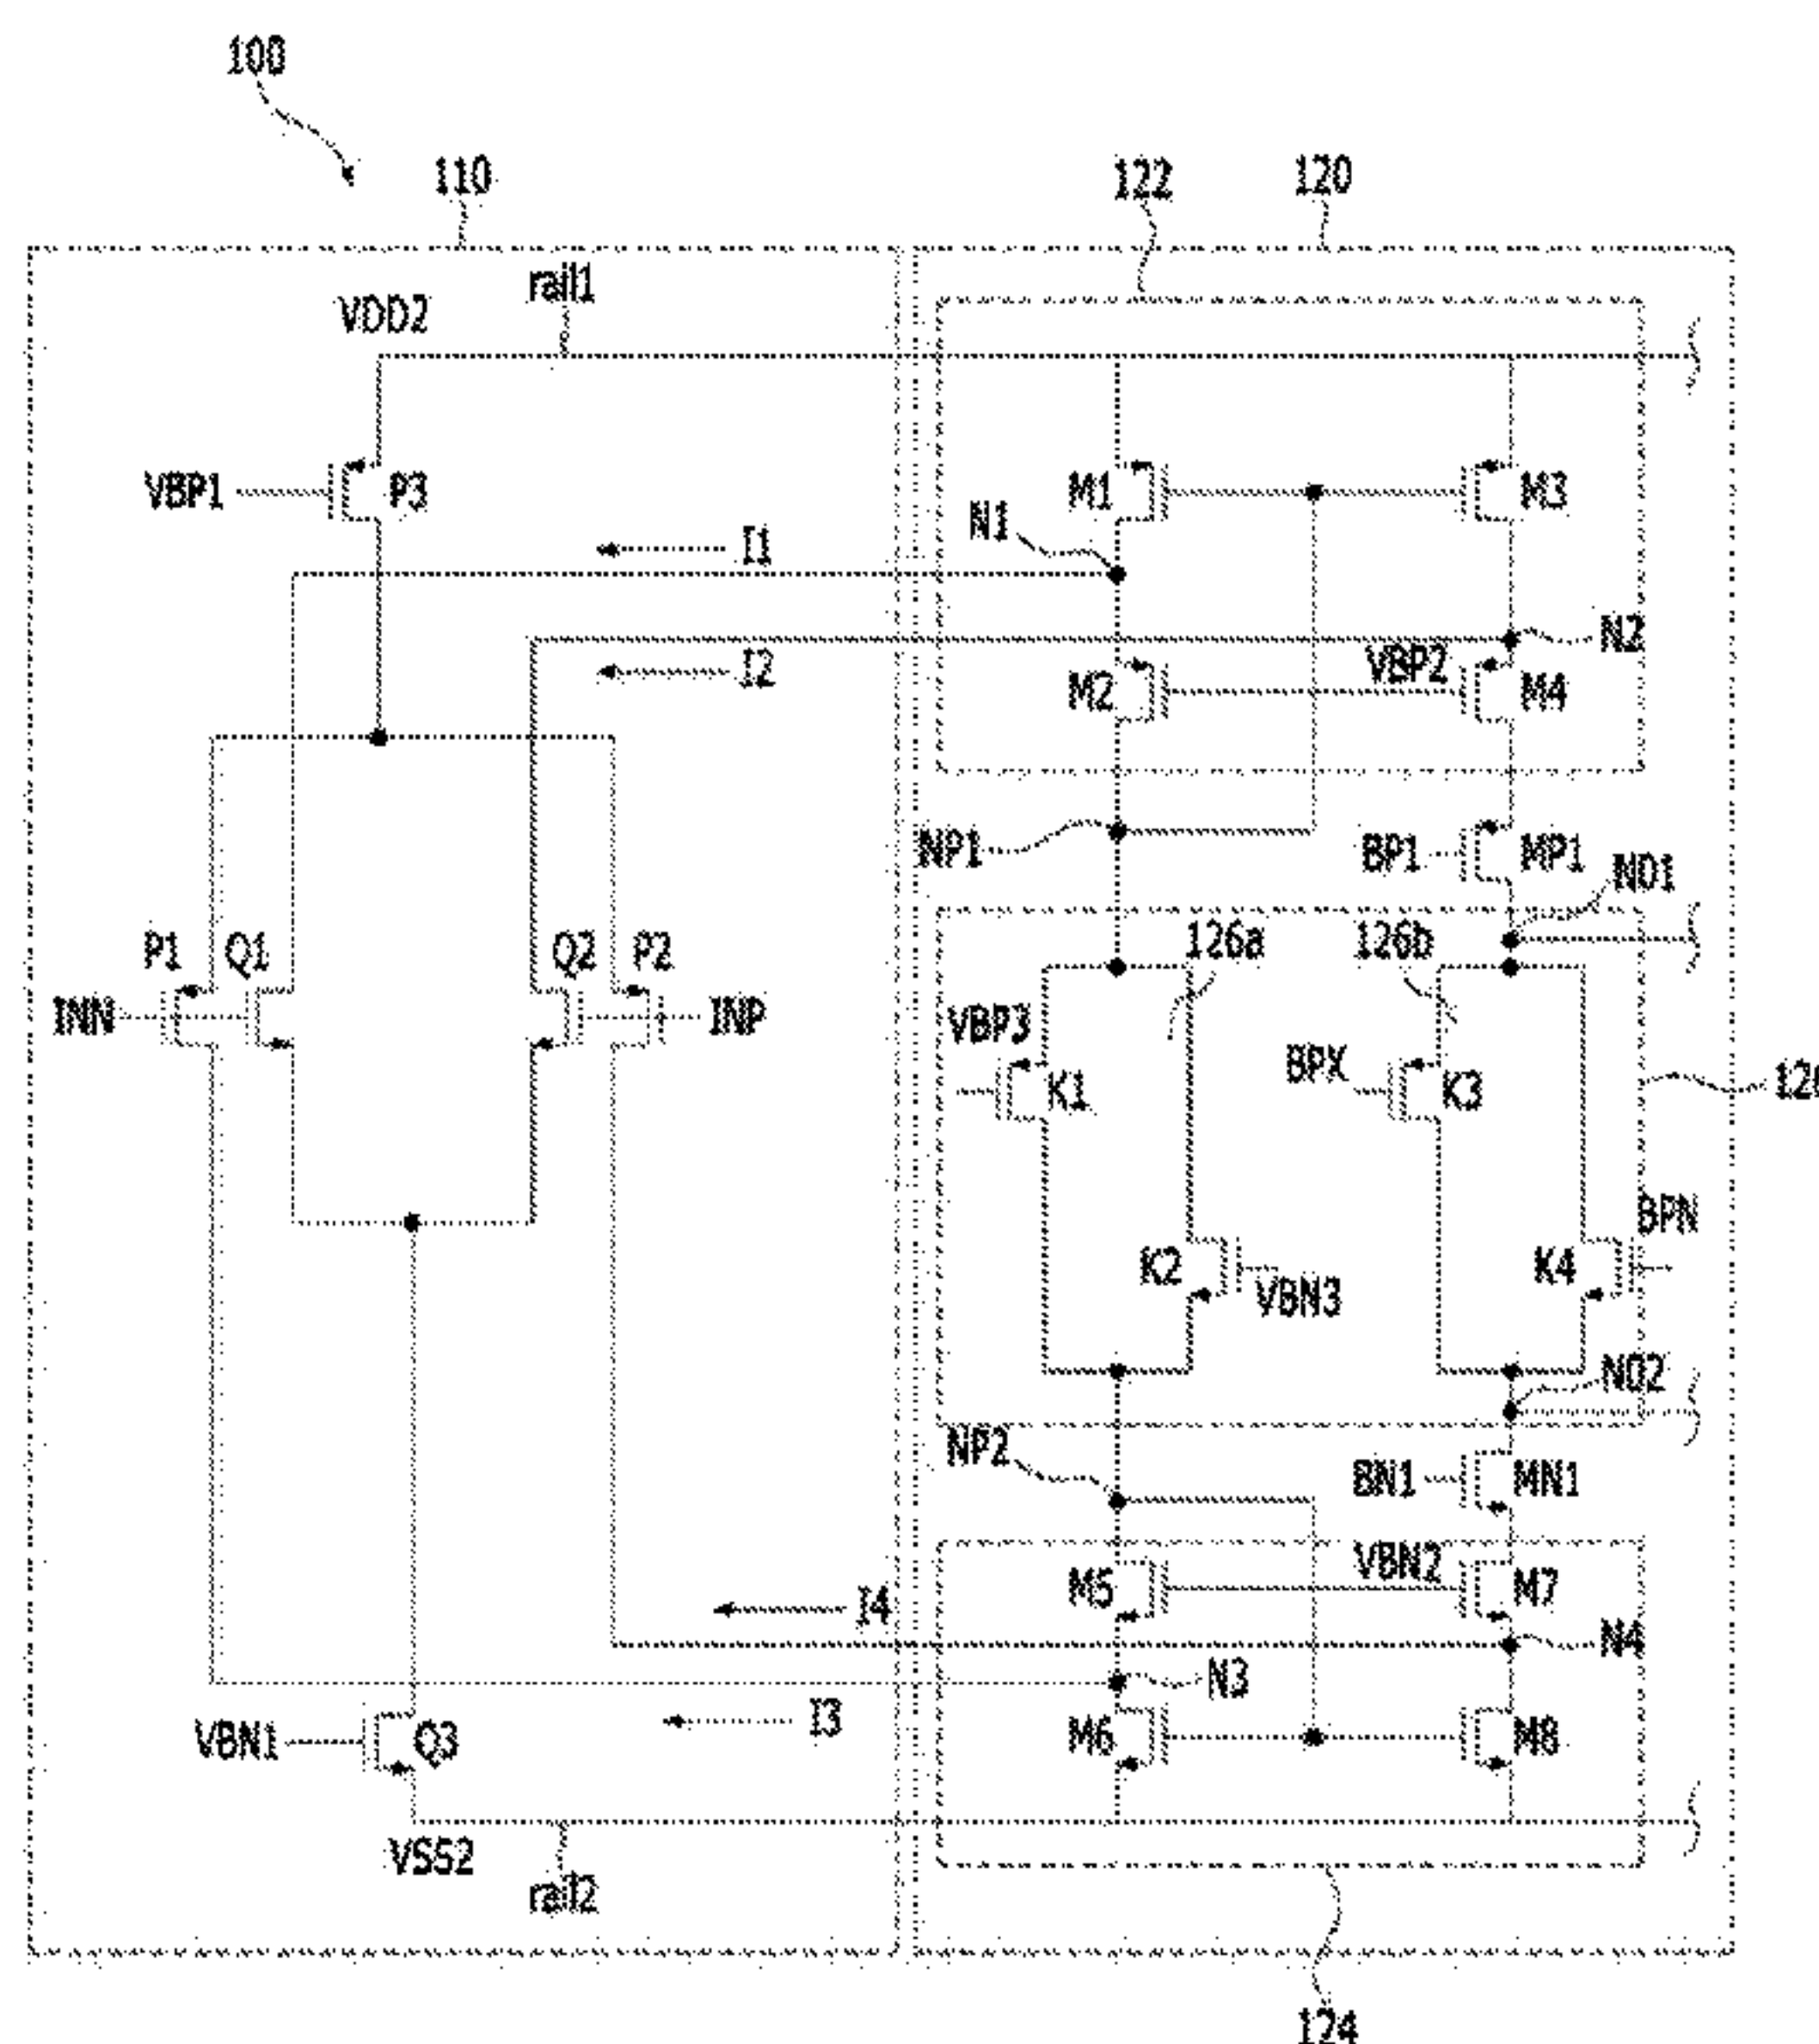 100
110
122
120
rail1
VDD2
VBP1
P3
M1
M3
N1
I1
N2
I2
VBP2
M2
M4
NP1
BP1
MP1
NO1
126a
126b
P1
Q1
Q2
P2
INN
INP
VBP3
K1
BPX
K3
BPN
K2
K4
VBN3
NO2
NP2
BN1
MN1
VBN2
M5
M7
I4
N4
N3
I3
VBN1
Q3
M6
M8
VSS2
rail2
124